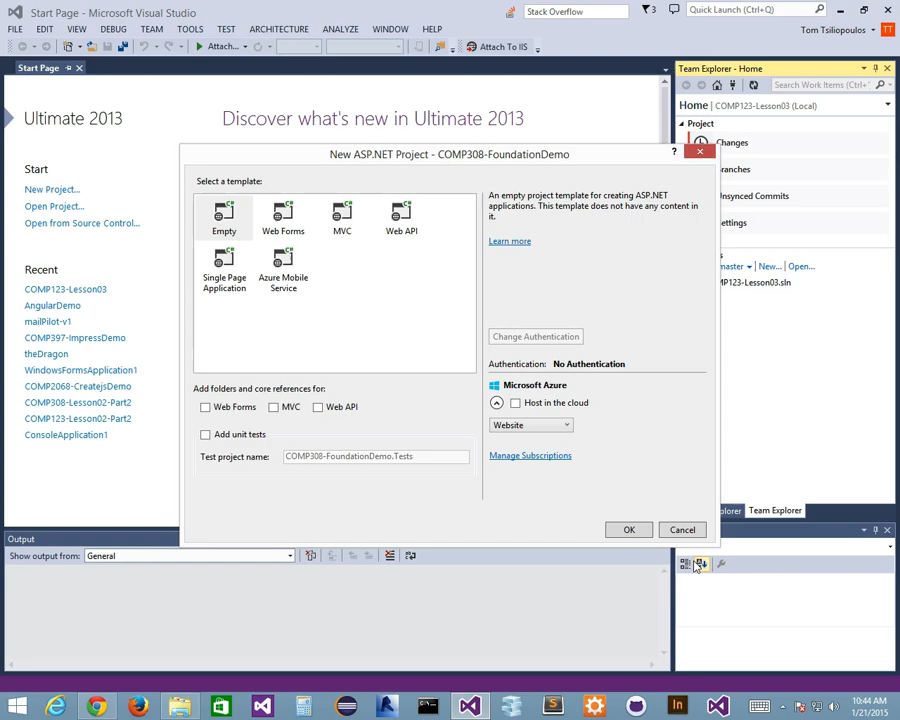 Start Page - Microsoft Visual Studio
Stack Overflow
3
Quick Launch (Ctrl+Q)
FILE EDIT VIEW DEBUG TEAM TOOLS TEST ARCHITECTURE ANALYZE WINDOW HELP
Tom Tsiliopoulos TT
Attach...
Attach To IIS
Start Page
Team Explorer - Home
Search Work Items (Ctrl+'
Home | COMP123-Lesson03 (Local)
Project
Changes
Branches
Unsynced Commits
Settings
master New... Open...
MP123-Lesson03.sln
Ultimate 2013
Discover what's new in Ultimate 2013
Start
New Project...
Open Project...
Open from Source Control...
Recent
COMP123-Lesson03
AngularDemo
mailPilot-v1
COMP397-ImpressDemo
theDragon
WindowsFormsApplication1
COMP2068-CreatejsDemo
COMP308-Lesson02-Part2
COMP123-Lesson02-Part2
ConsoleApplication1
New ASP.NET Project - COMP308-FoundationDemo
?
Select a template:
Empty
Web Forms
MVC
Web API
Single Page
Application
Azure Mobile
Service
An empty project template for creating ASP.NET
applications. This template does not have any content in
it.
Learn more
Change Authentication
Authentication: No Authentication
Microsoft Azure
Host in the cloud
Website
Manage Subscriptions
Add folders and core references for:
Web Forms MVC Web API
Add unit tests
Test project name: COMP308-FoundationDemo.Tests
OK Cancel
plorer Team Explorer
Output
Show output from: General
10:44 AM
1/21/2015